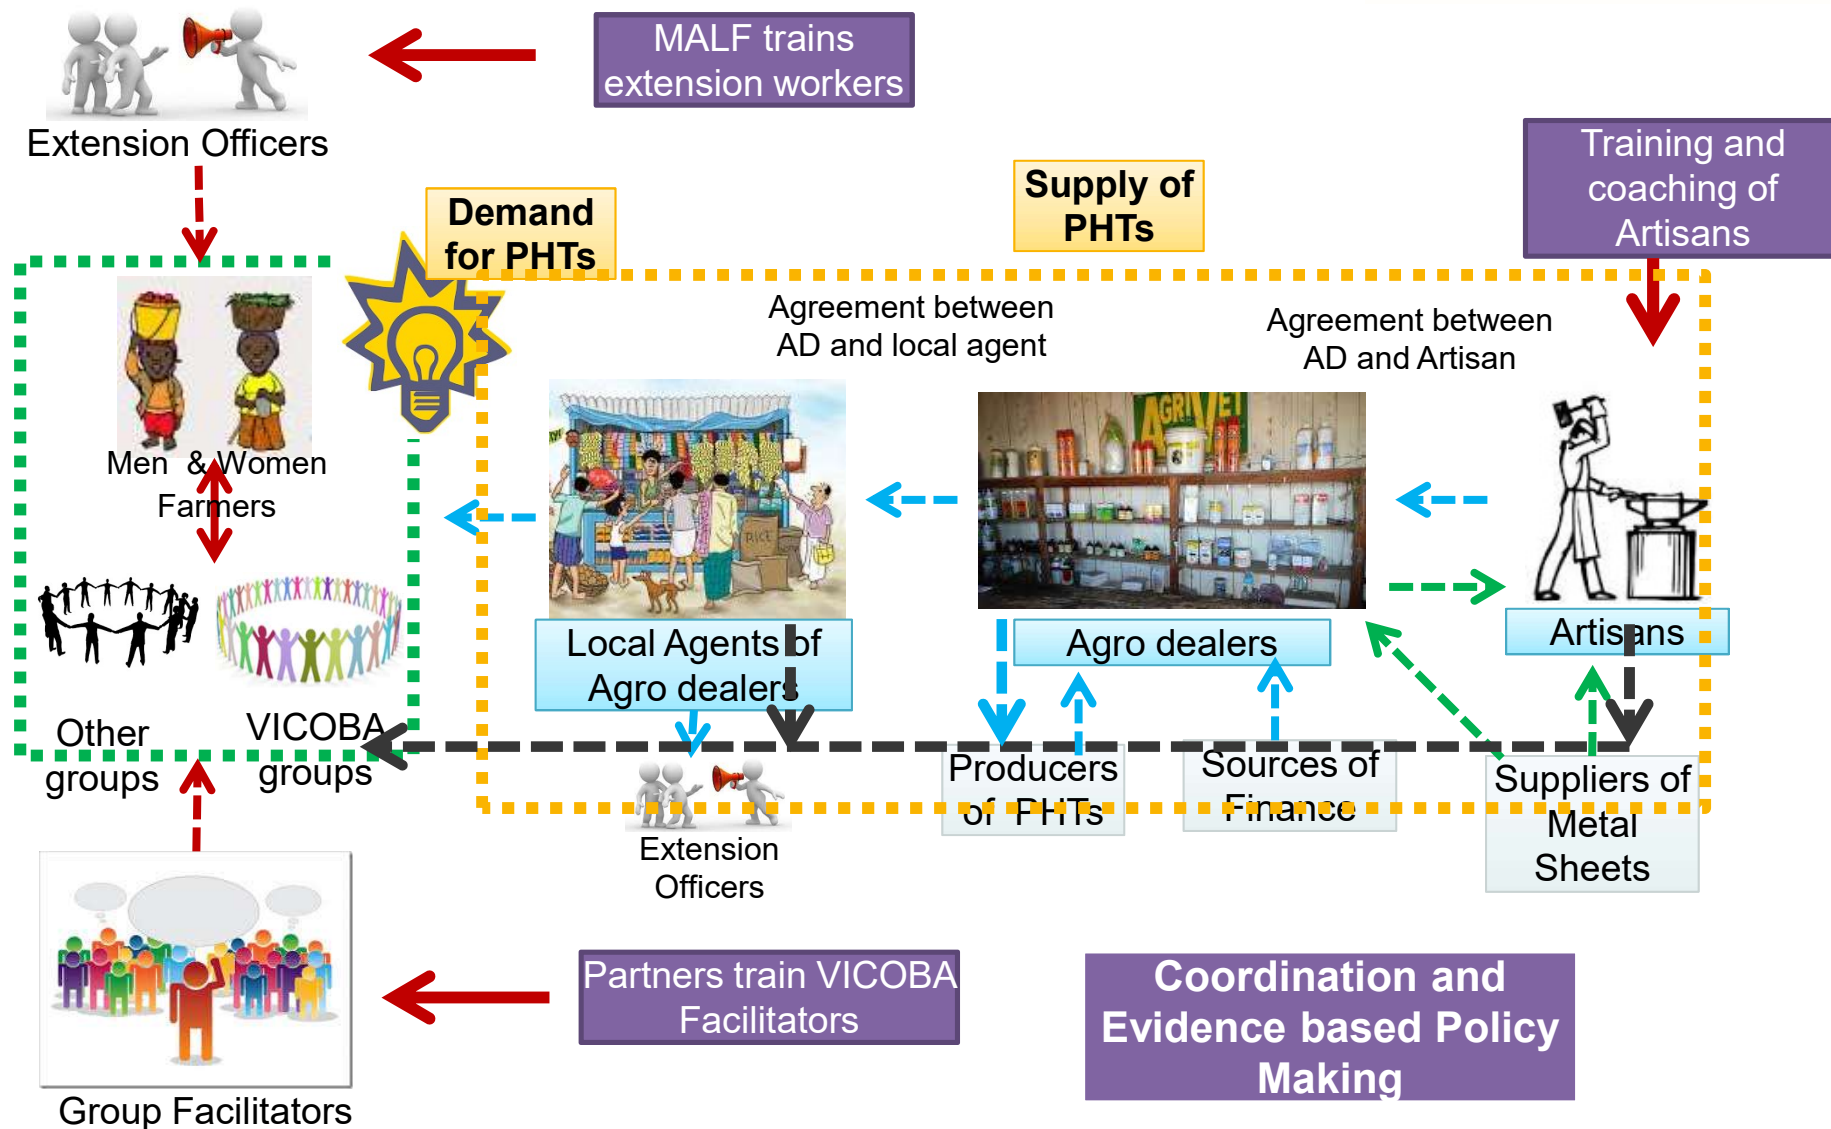 MALF trains
extension workers
Extension Officers
Training and
coaching of
Artisans
Demand
for PHTs
Supply of
PHTs
Agreement between
AD and local agent
Agreement between
AD and Artisan
AGRIVET
RICE
Men & Women
Farmers
Local Agents of
Agro dealers
Agro dealers
Artisans
Other
groups
VICOBA
groups
Extension
Officers
Producers
of PHTs
Sources of
Finance
Suppliers of
Metal
Sheets
Partners train VICOBA
Facilitators
Coordination and
Evidence based Policy
Making
Group Facilitators